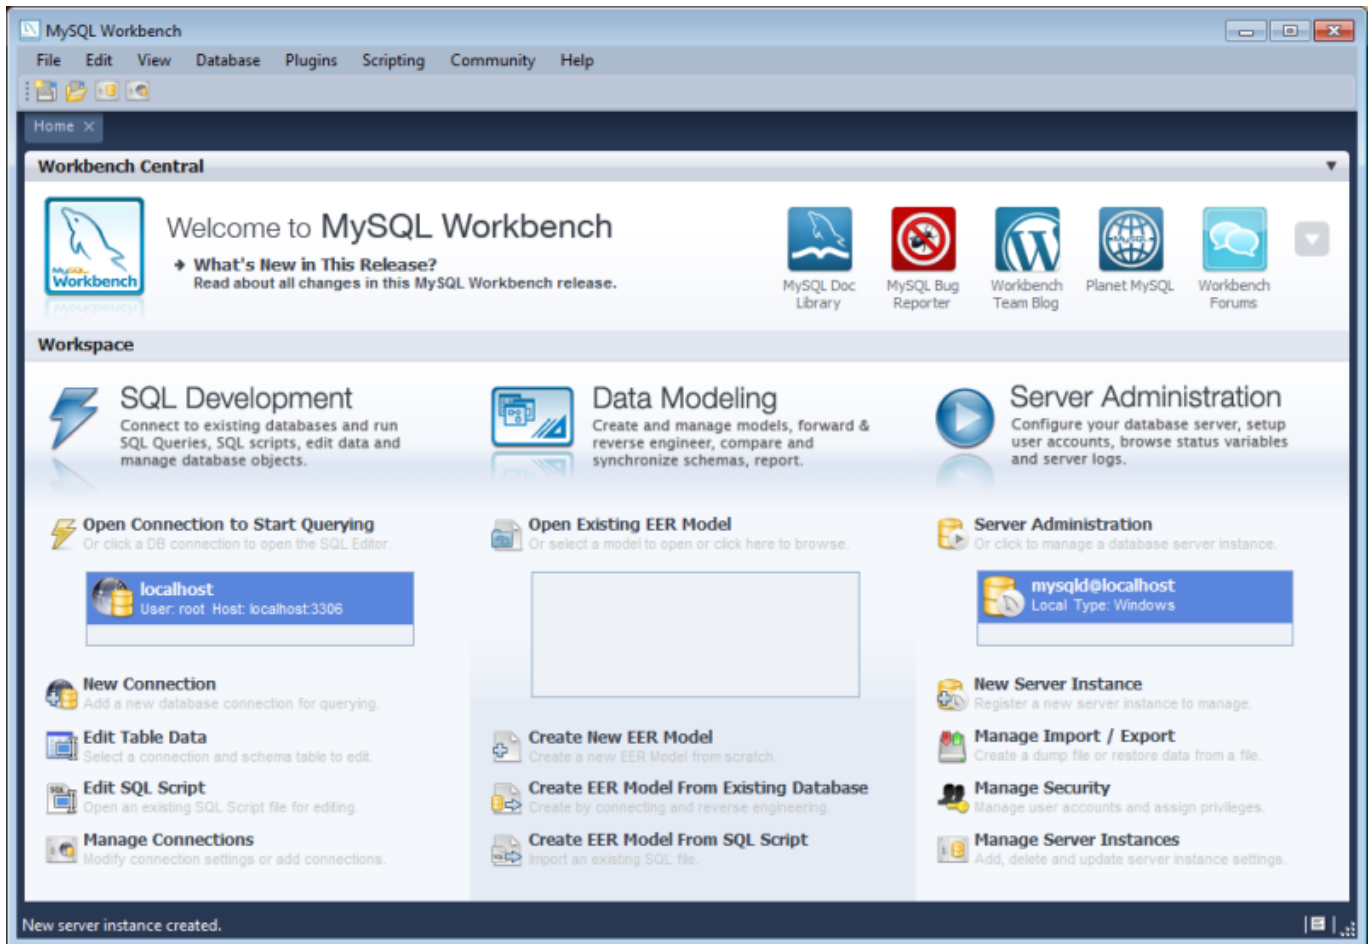 MySQL Workbench
File Edit View Database Plugins Scripting Community Help
Home
Workbench Central
MySQL
Workbench
Welcome to MySQL Workbench
What's New in This Release?
Read about all changes in this MySQL Workbench release.
MySQL Doc
Library
MySQL Bug
Reporter
Workbench
Team Blog
Planet MySQL
Workbench
Forums
Workspace
SQL Development
Connect to existing databases and run
SQL Queries, SQL scripts, edit data and
manage database objects.
Open Connection to Start Querying
Or click a DB connection to open the SQL Editor.
localhost
User: root Host: localhost:3306
New Connection
Add a new database connection for querying.
Edit Table Data
Select a connection and schema table to edit.
Edit SQL Script
Open an existing SQL Script file for editing.
Manage Connections
Modify connection settings or add connections.
Data Modeling
Create and manage models, forward &
reverse engineer, compare and
synchronize schemas, report.
Open Existing EER Model
Or select a model to open or click here to browse.
Create New EER Model
Create a new EER Model from scratch.
Create EER Model From Existing Database
Create by connecting and reverse engineering.
Create EER Model From SQL Script
Import an existing SQL file.
Server Administration
Configure your database server, setup
user accounts, browse status variables
and server logs.
Server Administration
Or click to manage a database server instance.
mysqld@localhost
Local Type: Windows
New Server Instance
Register a new server instance to manage.
Manage Import / Export
Create a dump file or restore data from a file.
Manage Security
Manage user accounts and assign privileges.
Manage Server Instances
Add, delete and update server instance settings.
New server instance created.